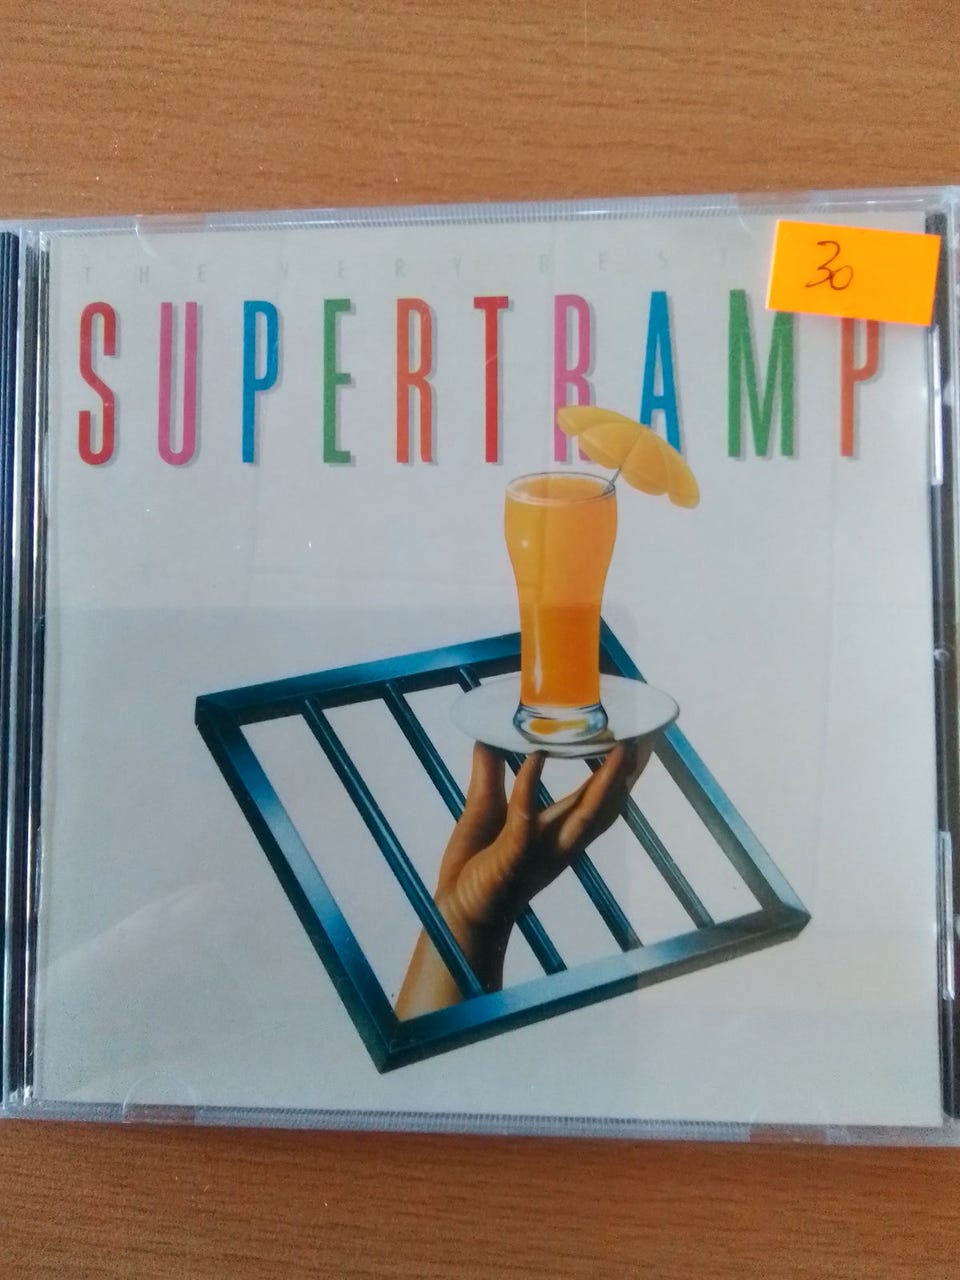 THE VERY BEST
30
SUPERTRAMP